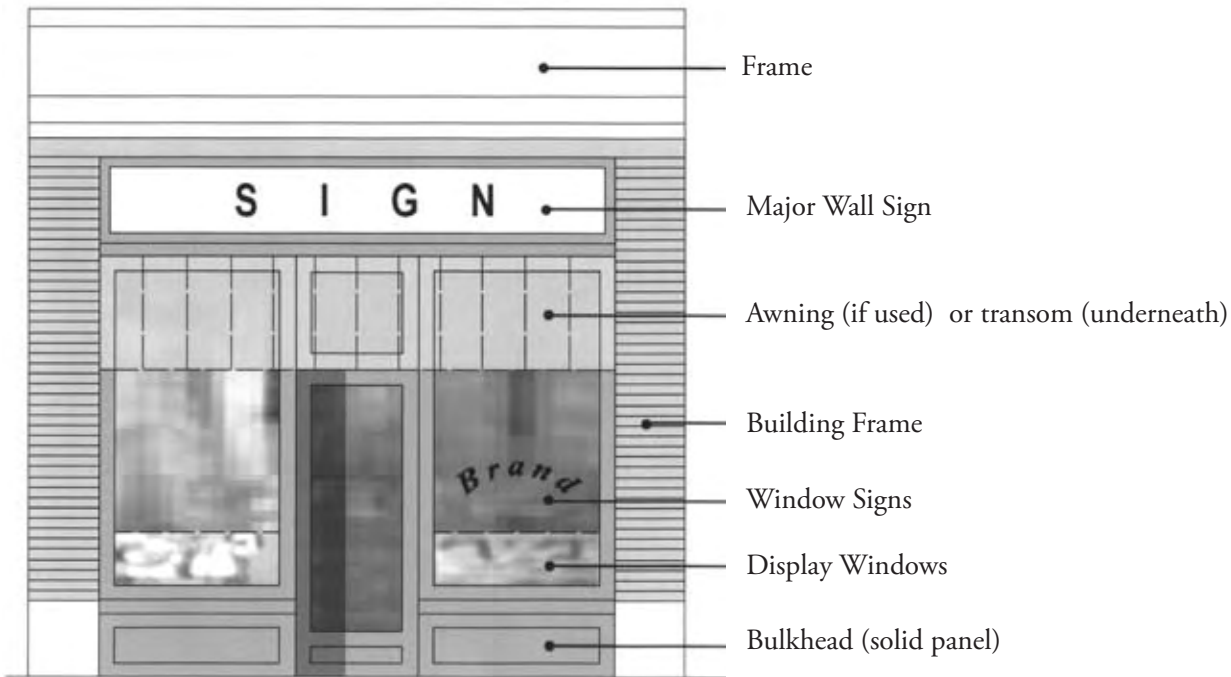 Frame
S I G N
Major Wall Sign
Awning (if used) or transom (underneath)
Building Frame
Brand
Window Signs
Display Windows
Bulkhead (solid panel)